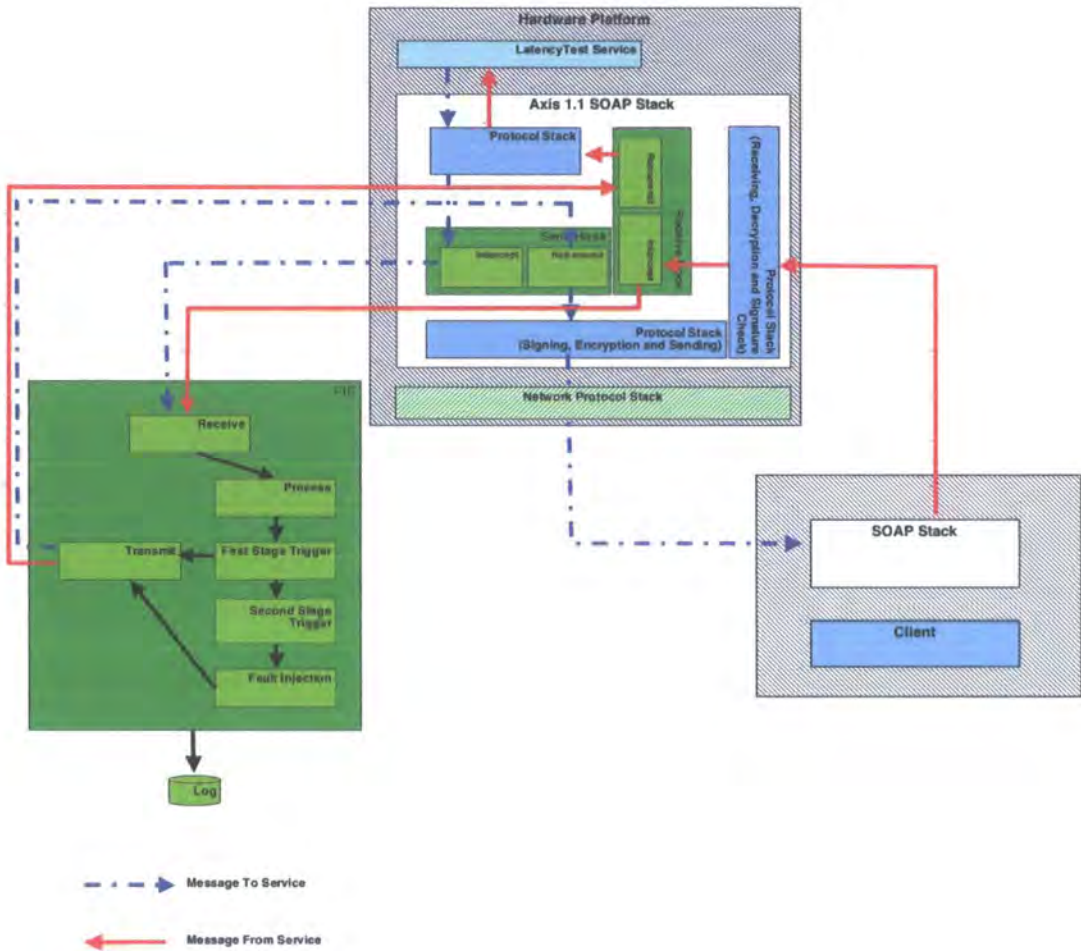 Hardware Platform
LatencyTest Service
Axis 1.1 SOAP Stack
Protocol Stack
Protocol Stack
(Receiving, Decryption and Signature
Check)
Intercept
Protocol Stack
(Signing, Encryption and Sending)
Network Protocol Stack
Receive
Process
First Stage Trigger
Transmit
Second Stage
Trigger
Fault Injection
Log
SOAP Stack
Client
Message To Service
Message From Service